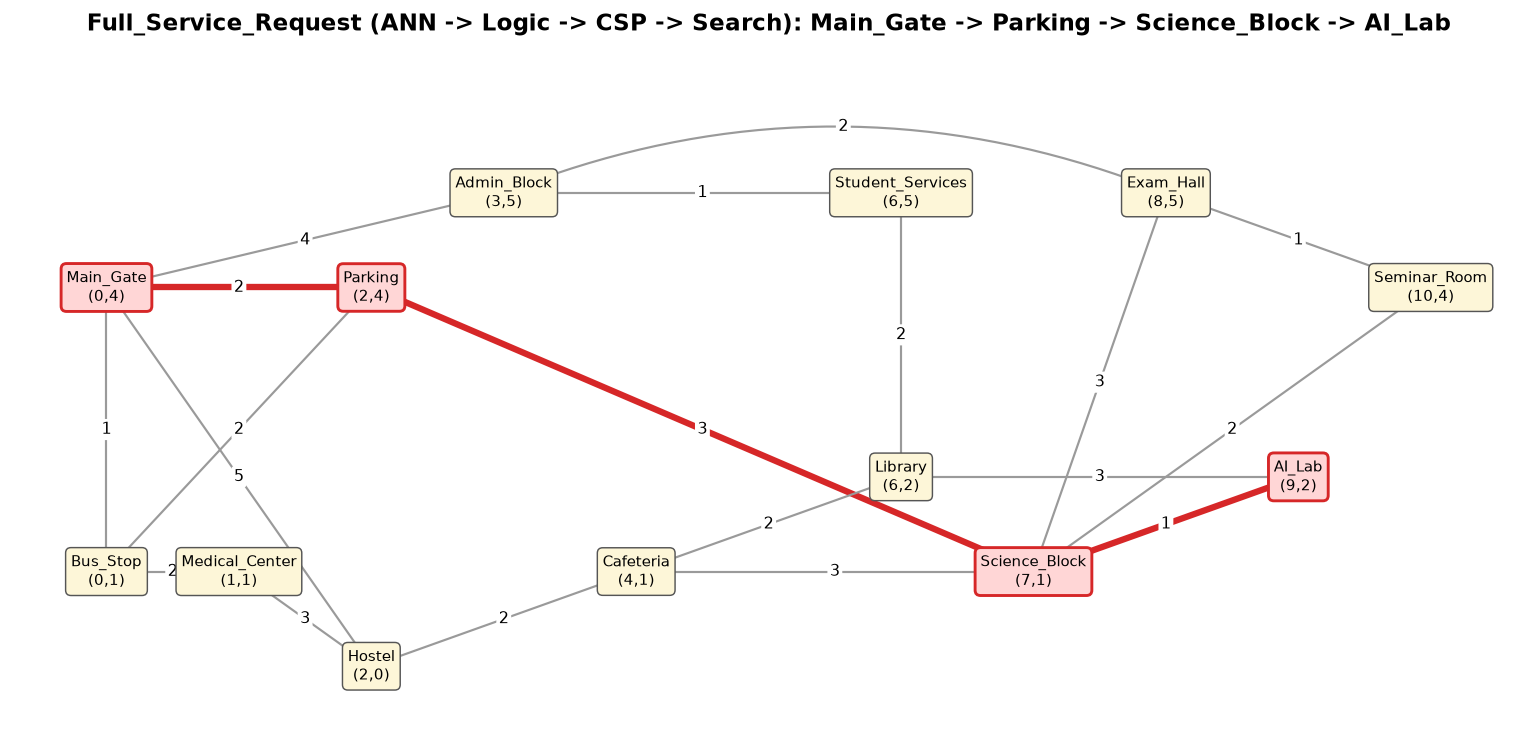 Full_Service_Request (ANN -> Logic -> CSP -> Search): Main_Gate -> Parking -> Science_Block -> AI_Lab
2
Admin_Block
(3,5)
1
Student_Services
(6,5)
Exam_Hall
(8,5)
4
1
Main_Gate
(0,4)
2
Parking
(2,4)
Seminar_Room
(10,4)
2
3
1
2
3
2
5
Library
(6,2)
3
AI_Lab
(9,2)
2
1
Bus_Stop
(0,1)
2
Medical_Center
(1,1)
Cafeteria
(4,1)
3
Science_Block
(7,1)
3
2
Hostel
(2,0)